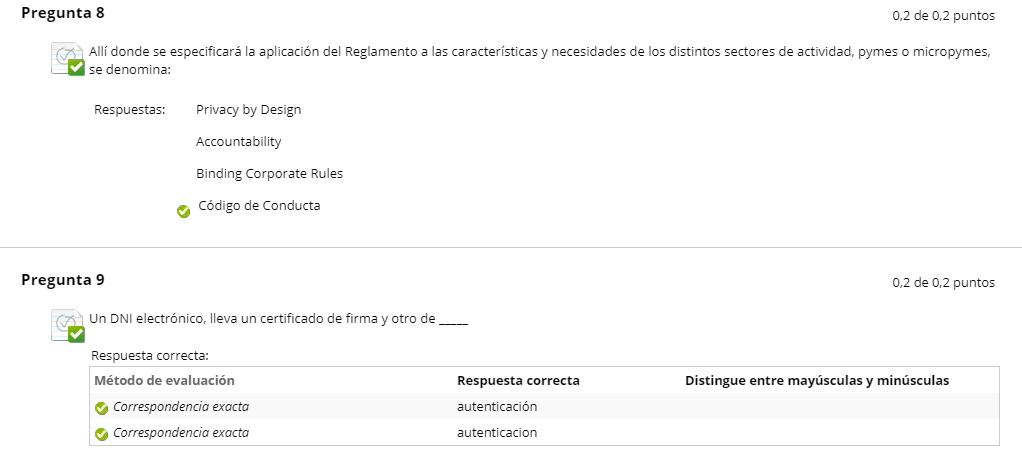 Pregunta 8
0,2 de 0,2 puntos
Allí donde se especificará la aplicación del Reglamento a las características y necesidades de los distintos sectores de actividad, pymes o micropymes,
se denomina:
Respuestas: Privacy by Design
Accountability
Binding Corporate Rules
Código de Conducta
Pregunta 9
0,2 de 0,2 puntos
Un DNI electrónico, lleva un certificado de firma y otro de _____
Respuesta correcta:
Método de evaluación Respuesta correcta Distingue entre mayúsculas y minúsculas
Correspondencia exacta autenticación
Correspondencia exacta autenticacion